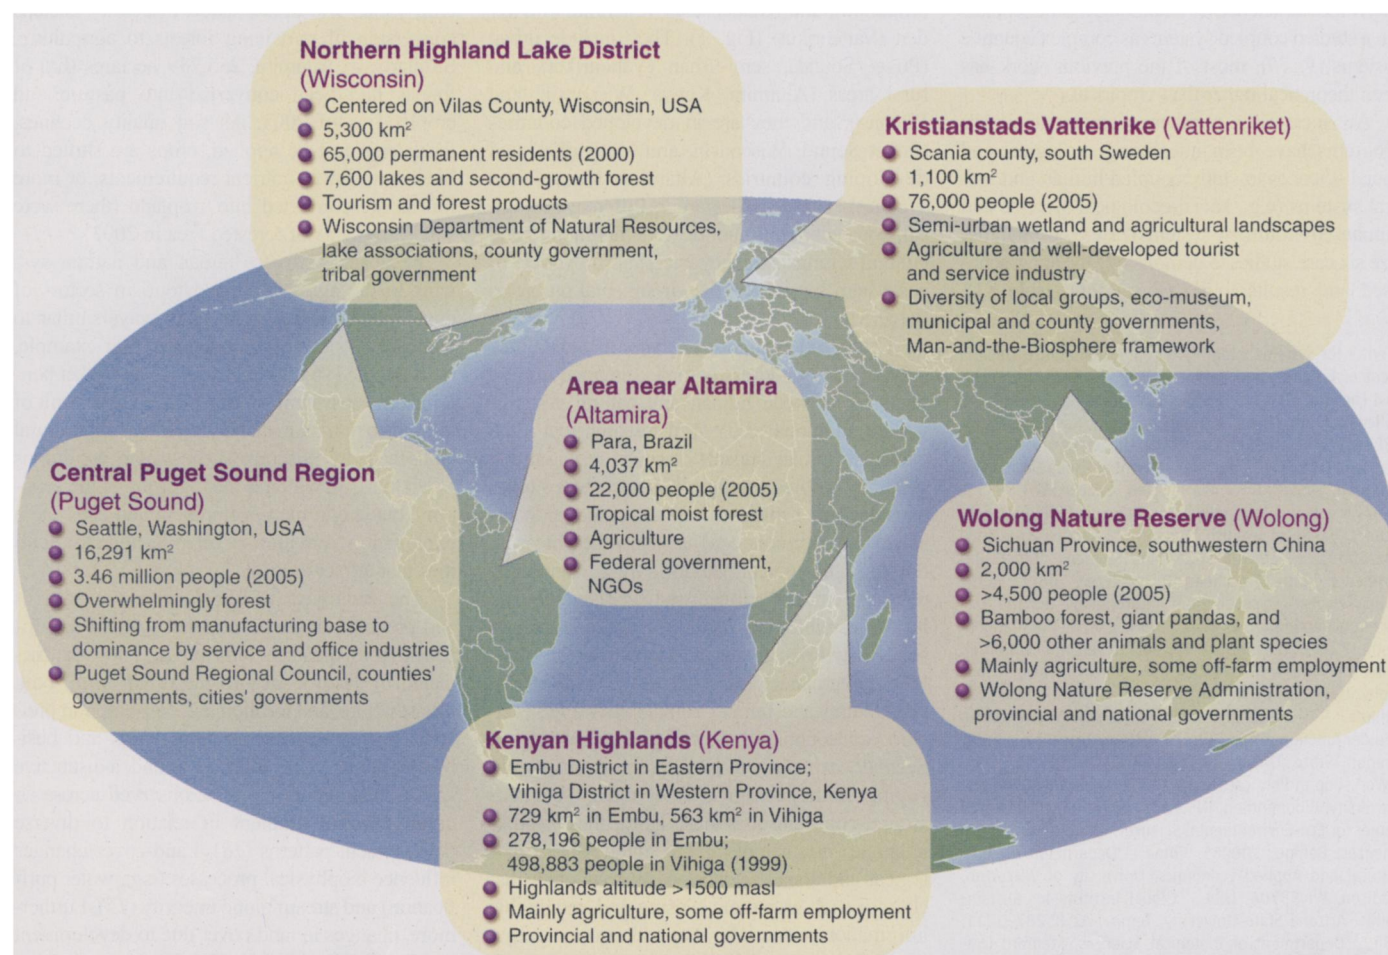 Northern Highland Lake District
(Wisconsin)
Centered on Vilas County, Wisconsin, USA
5,300 km²
65,000 permanent residents (2000)
7,600 lakes and second-growth forest
Tourism and forest products
Wisconsin Department of Natural Resources,
lake associations, county government,
tribal government
Kristianstads Vattenrike (Vattenriket)
Scania county, south Sweden
1,100 km²
76,000 people (2005)
Semi-urban wetland and agricultural landscapes
Agriculture and well-developed tourist
and service industry
Diversity of local groups, eco-museum,
municipal and county governments,
Man-and-the-Biosphere framework
Area near Altamira
(Altamira)
Para, Brazil
4,037 km²
22,000 people (2005)
Tropical moist forest
Agriculture
Federal government,
NGOs
Central Puget Sound Region
(Puget Sound)
Seattle, Washington, USA
16,291 km²
3.46 million people (2005)
Overwhelmingly forest
Shifting from manufacturing base to
dominance by service and office industries
Puget Sound Regional Council, counties'
governments, cities' governments
Wolong Nature Reserve (Wolong)
Sichuan Province, southwestern China
2,000 km²
>4,500 people (2005)
Bamboo forest, giant pandas, and
>6,000 other animals and plant species
Mainly agriculture, some off-farm employment
Wolong Nature Reserve Administration,
provincial and national governments
Kenyan Highlands (Kenya)
Embu District in Eastern Province;
Vihiga District in Western Province, Kenya
729 km² in Embu, 563 km² in Vihiga
278,196 people in Embu;
498,883 people in Vihiga (1999)
Highlands altitude >1500 masl
Mainly agriculture, some off-farm employment
Provincial and national governments